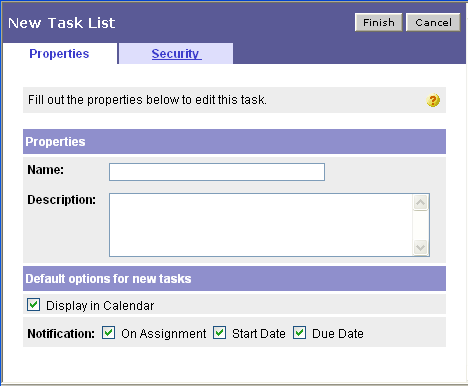 New Task List
Finish
Cancel
Properties
Security
Fill out the properties below to edit this task.
?
Properties
Name:
Description:
Default options for new tasks
Display in Calendar
Notification: On Assignment Start Date Due Date